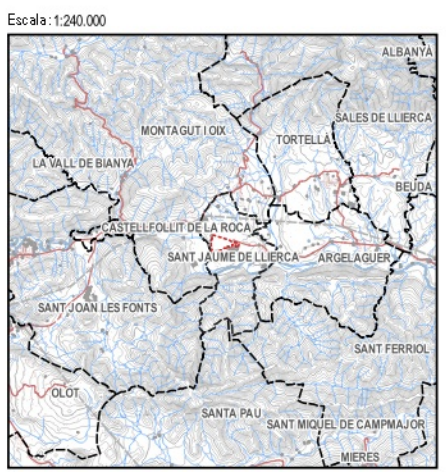 Escala: 1:240.000
ALBANYÀ
SALES DE LLIERCA
MONTAGUT I OIX
TORTELLÀ
LA VALL DE BIANYA
BEUDA
CASTELLFOLLIT DE LA ROCA
SANT JAUME DE LLIERCA
ARGELAGUER
SANT JOAN LES FONTS
SANT FERRIOL
OLOT
SANTA PAU
SANT MIQUEL DE CAMPMAJOR
MIERES